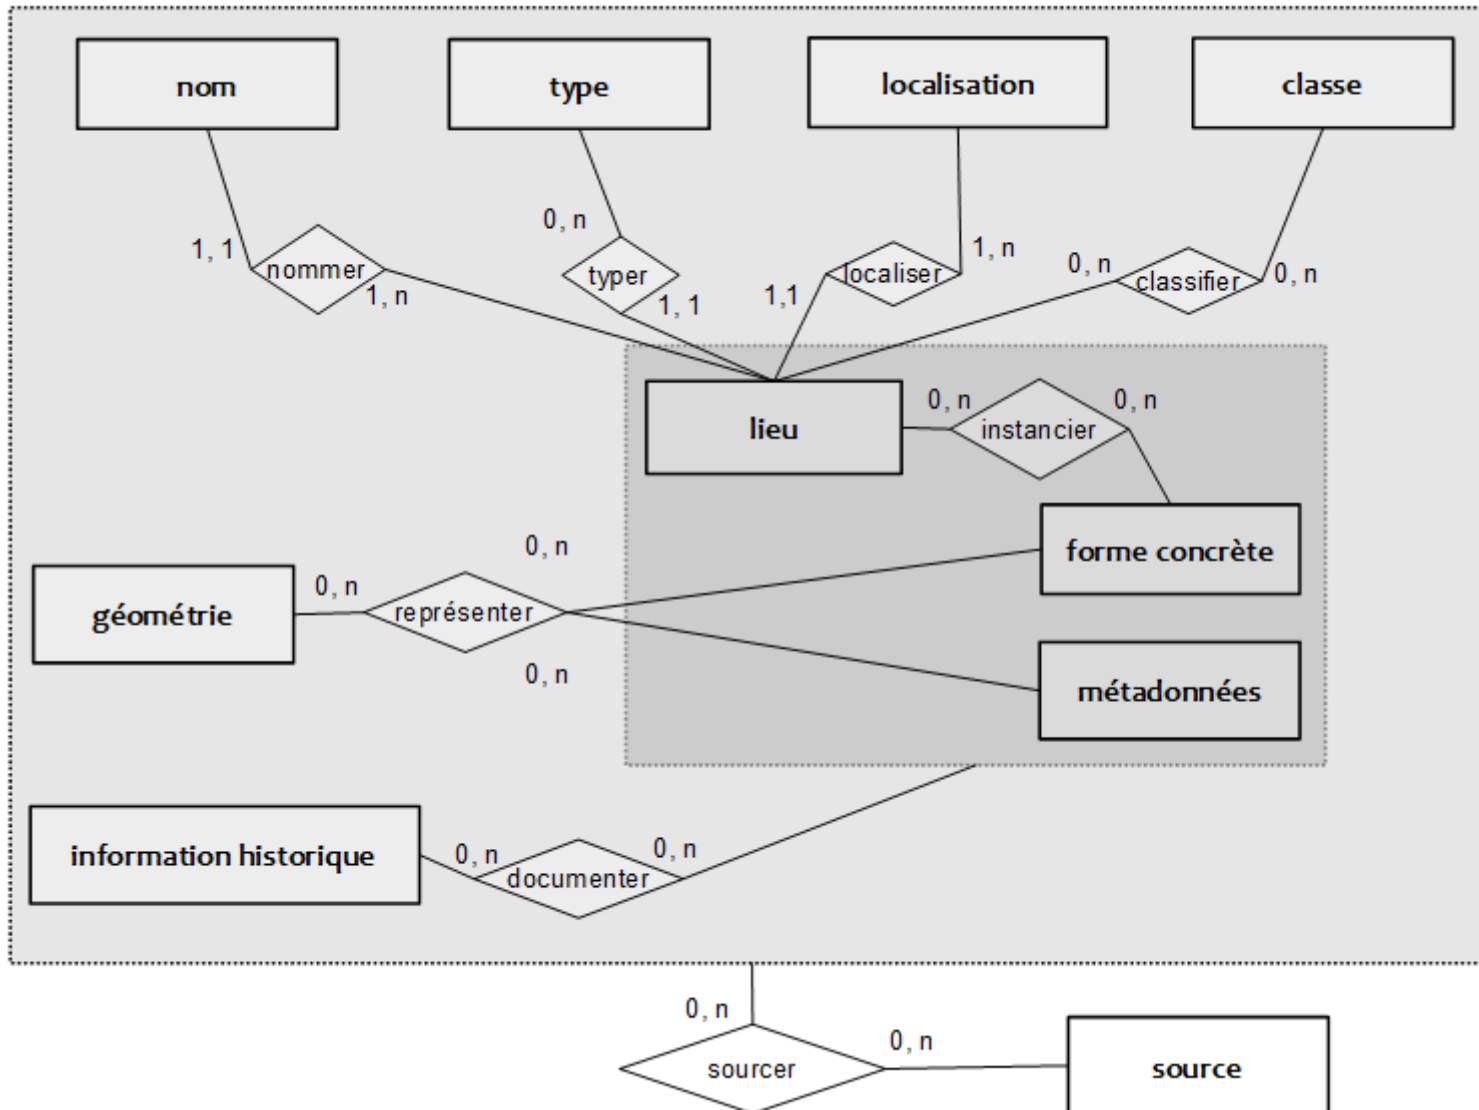 nom
type
localisation
classe
0, n
1, 1
nommer
1, n
typer
1, 1
1,1
localiser
1, n
0, n
classifier
0, n
lieu
0, n
instancier
0, n
forme concrète
0, n
géométrie
0, n
représenter
0, n
métadonnées
information historique
0, n
documenter
0, n
0, n
sourcer
0, n
source